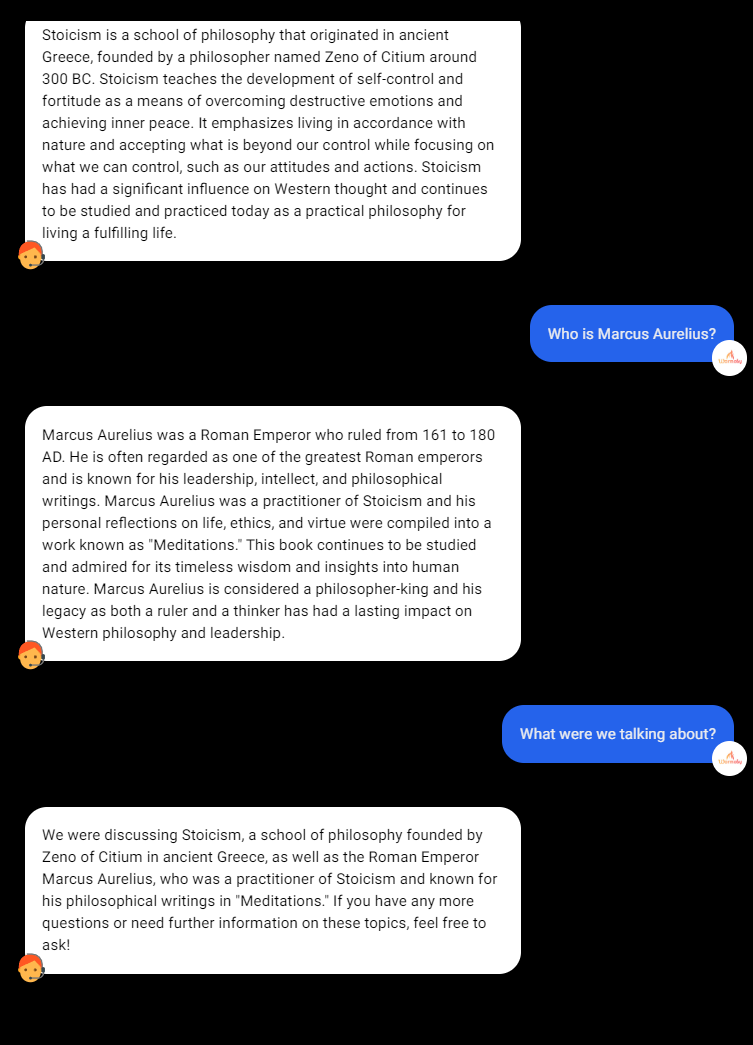 Stoicism is a school of philosophy that originated in ancient
Greece, founded by a philosopher named Zeno of Citium around
300 BC. Stoicism teaches the development of self-control and
fortitude as a means of overcoming destructive emotions and
achieving inner peace. It emphasizes living in accordance with
nature and accepting what is beyond our control while focusing on
what we can control, such as our attitudes and actions. Stoicism
has had a significant influence on Western thought and continues
to be studied and practiced today as a practical philosophy for
living a fulfilling life.
Who is Marcus Aurelius?
Marcus Aurelius was a Roman Emperor who ruled from 161 to 180
AD. He is often regarded as one of the greatest Roman emperors
and is known for his leadership, intellect, and philosophical
writings. Marcus Aurelius was a practitioner of Stoicism and his
personal reflections on life, ethics, and virtue were compiled into a
work known as "Meditations." This book continues to be studied
and admired for its timeless wisdom and insights into human
nature. Marcus Aurelius is considered a philosopher-king and his
legacy as both a ruler and a thinker has had a lasting impact on
Western philosophy and leadership.
What were we talking about?
We were discussing Stoicism, a school of philosophy founded by
Zeno of Citium in ancient Greece, as well as the Roman Emperor
Marcus Aurelius, who was a practitioner of Stoicism and known for
his philosophical writings in "Meditations." If you have any more
questions or need further information on these topics, feel free to
ask!